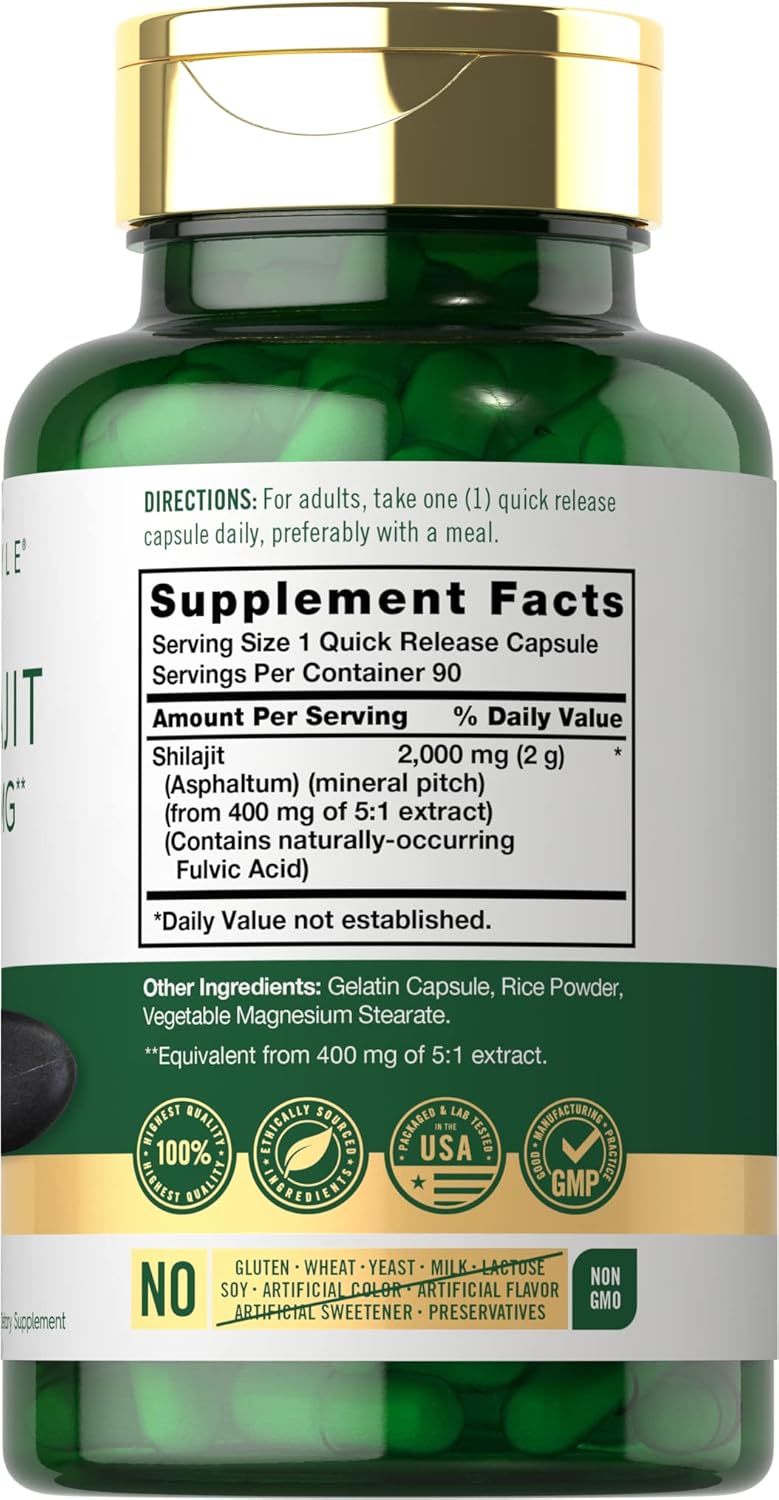 DIRECTIONS: For adults, take one (1) quick release
capsule daily, preferably with a meal.
Supplement Facts
Serving Size 1 Quick Release Capsule
Servings Per Container 90
Amount Per Serving % Daily Value
Shilajit 2,000 mg (2 g) *
(Asphaltum) (mineral pitch)
(from 400 mg of 5:1 extract)
(Contains naturally-occurring
Fulvic Acid)
*Daily Value not established.
Other Ingredients: Gelatin Capsule, Rice Powder,
Vegetable Magnesium Stearate.
**Equivalent from 400 mg of 5:1 extract.
HIGHEST QUALITY
100%
HIGHEST QUALITY
ETHICALLY SOURCED
INGREDIENTS
PACKAGED & LAB TESTED
IN THE
USA
GOOD · MANUFACTURING · PRACTICE
GMP
NO
GLUTEN · WHEAT · YEAST · MILK · LACTOSE
SOY · ARTIFICIAL COLOR · ARTIFICIAL FLAVOR
ARTIFICIAL SWEETENER · PRESERVATIVES
NON
GMO
Supplement